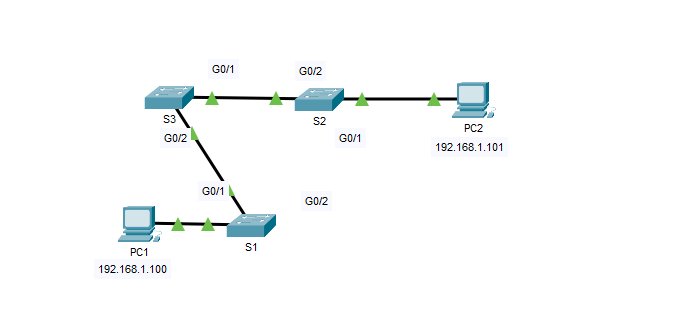 G0/1
G0/2
S3
S2
PC2
G0/2
G0/1
192.168.1.101
G0/1
G0/2
S1
PC1
192.168.1.100